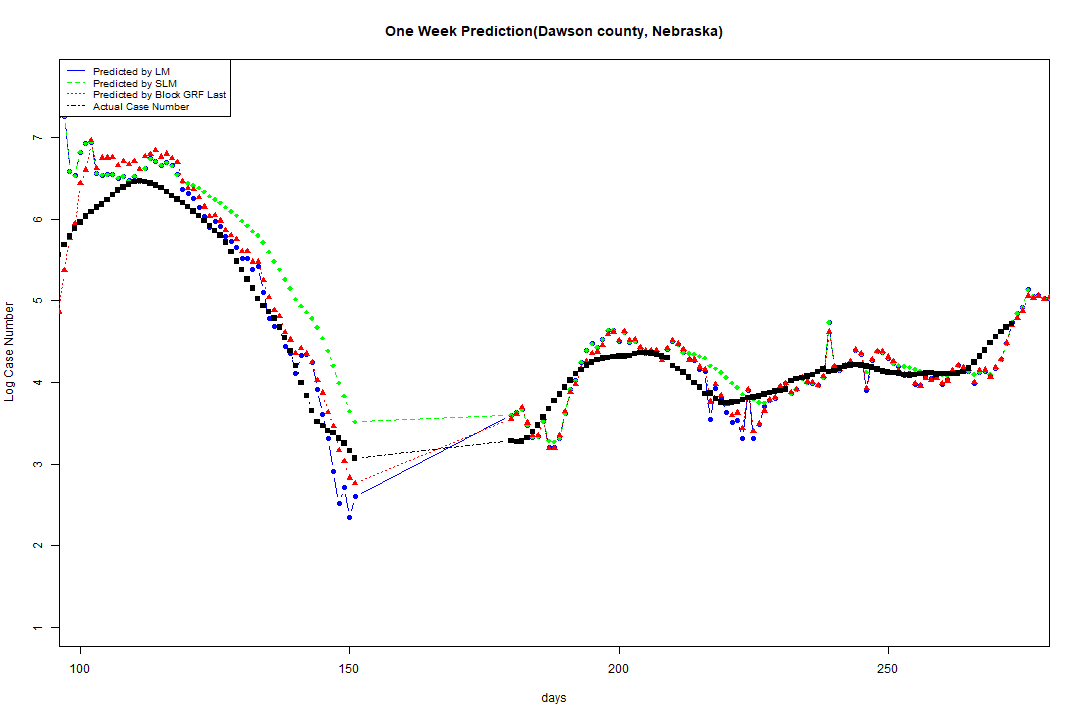 One Week Prediction(Dawson county, Nebraska)
Predicted by LM
Predicted by SLM
Predicted by Block GRF Last
Actual Case Number
7
6
5
4
3
2
1
Log Case Number
100 150 200 250
days